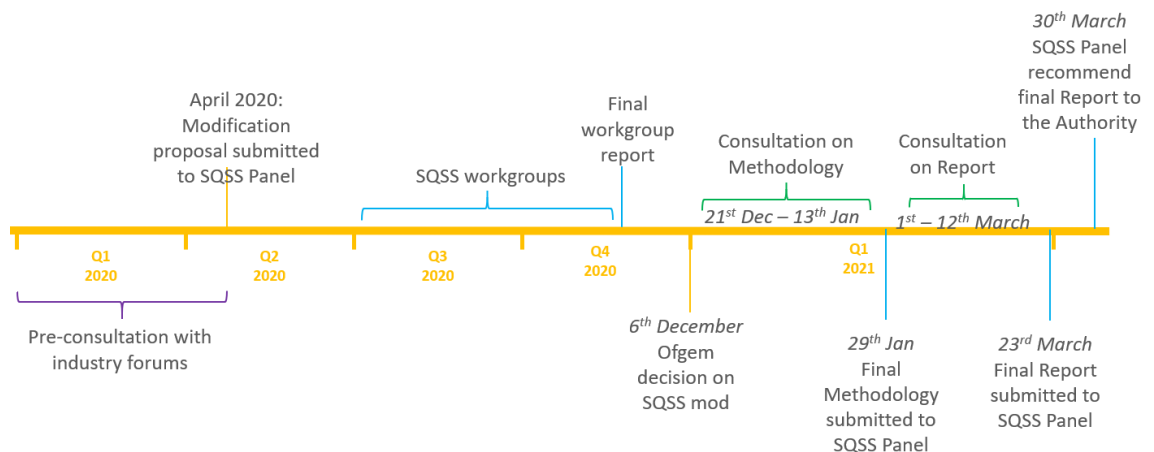 30th March
SQSS Panel
recommend
final Report to
the Authority
April 2020:
Modification
proposal submitted
to SQSS Panel
Final
workgroup
report
SQSS workgroups
Consultation on
Methodology
Consultation
on Report
21st Dec – 13th Jan
1st – 12th March
Q1
2020
Q2
2020
Q3
2020
Q4
2020
Q1
2021
Pre-consultation with
industry forums
6th December
Ofgem
decision on
SQSS mod
29th Jan
Final
Methodology
submitted to
SQSS Panel
23rd March
Final Report
submitted to
SQSS Panel